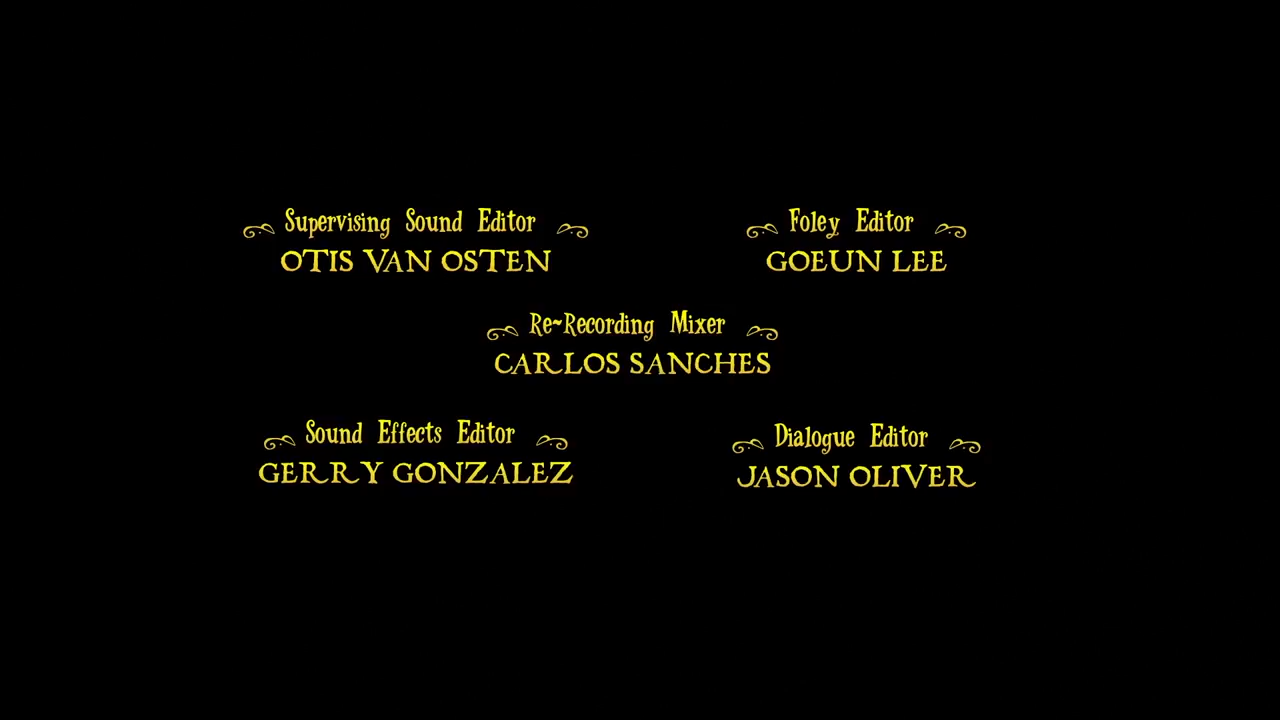 Supervising Sound Editor
OTIS VAN OSTEN
Foley Editor
GOEUN LEE
Re-Recording Mixer
CARLOS SANCHES
Sound Effects Editor
GERRY GONZALEZ
Dialogue Editor
JASON OLIVER